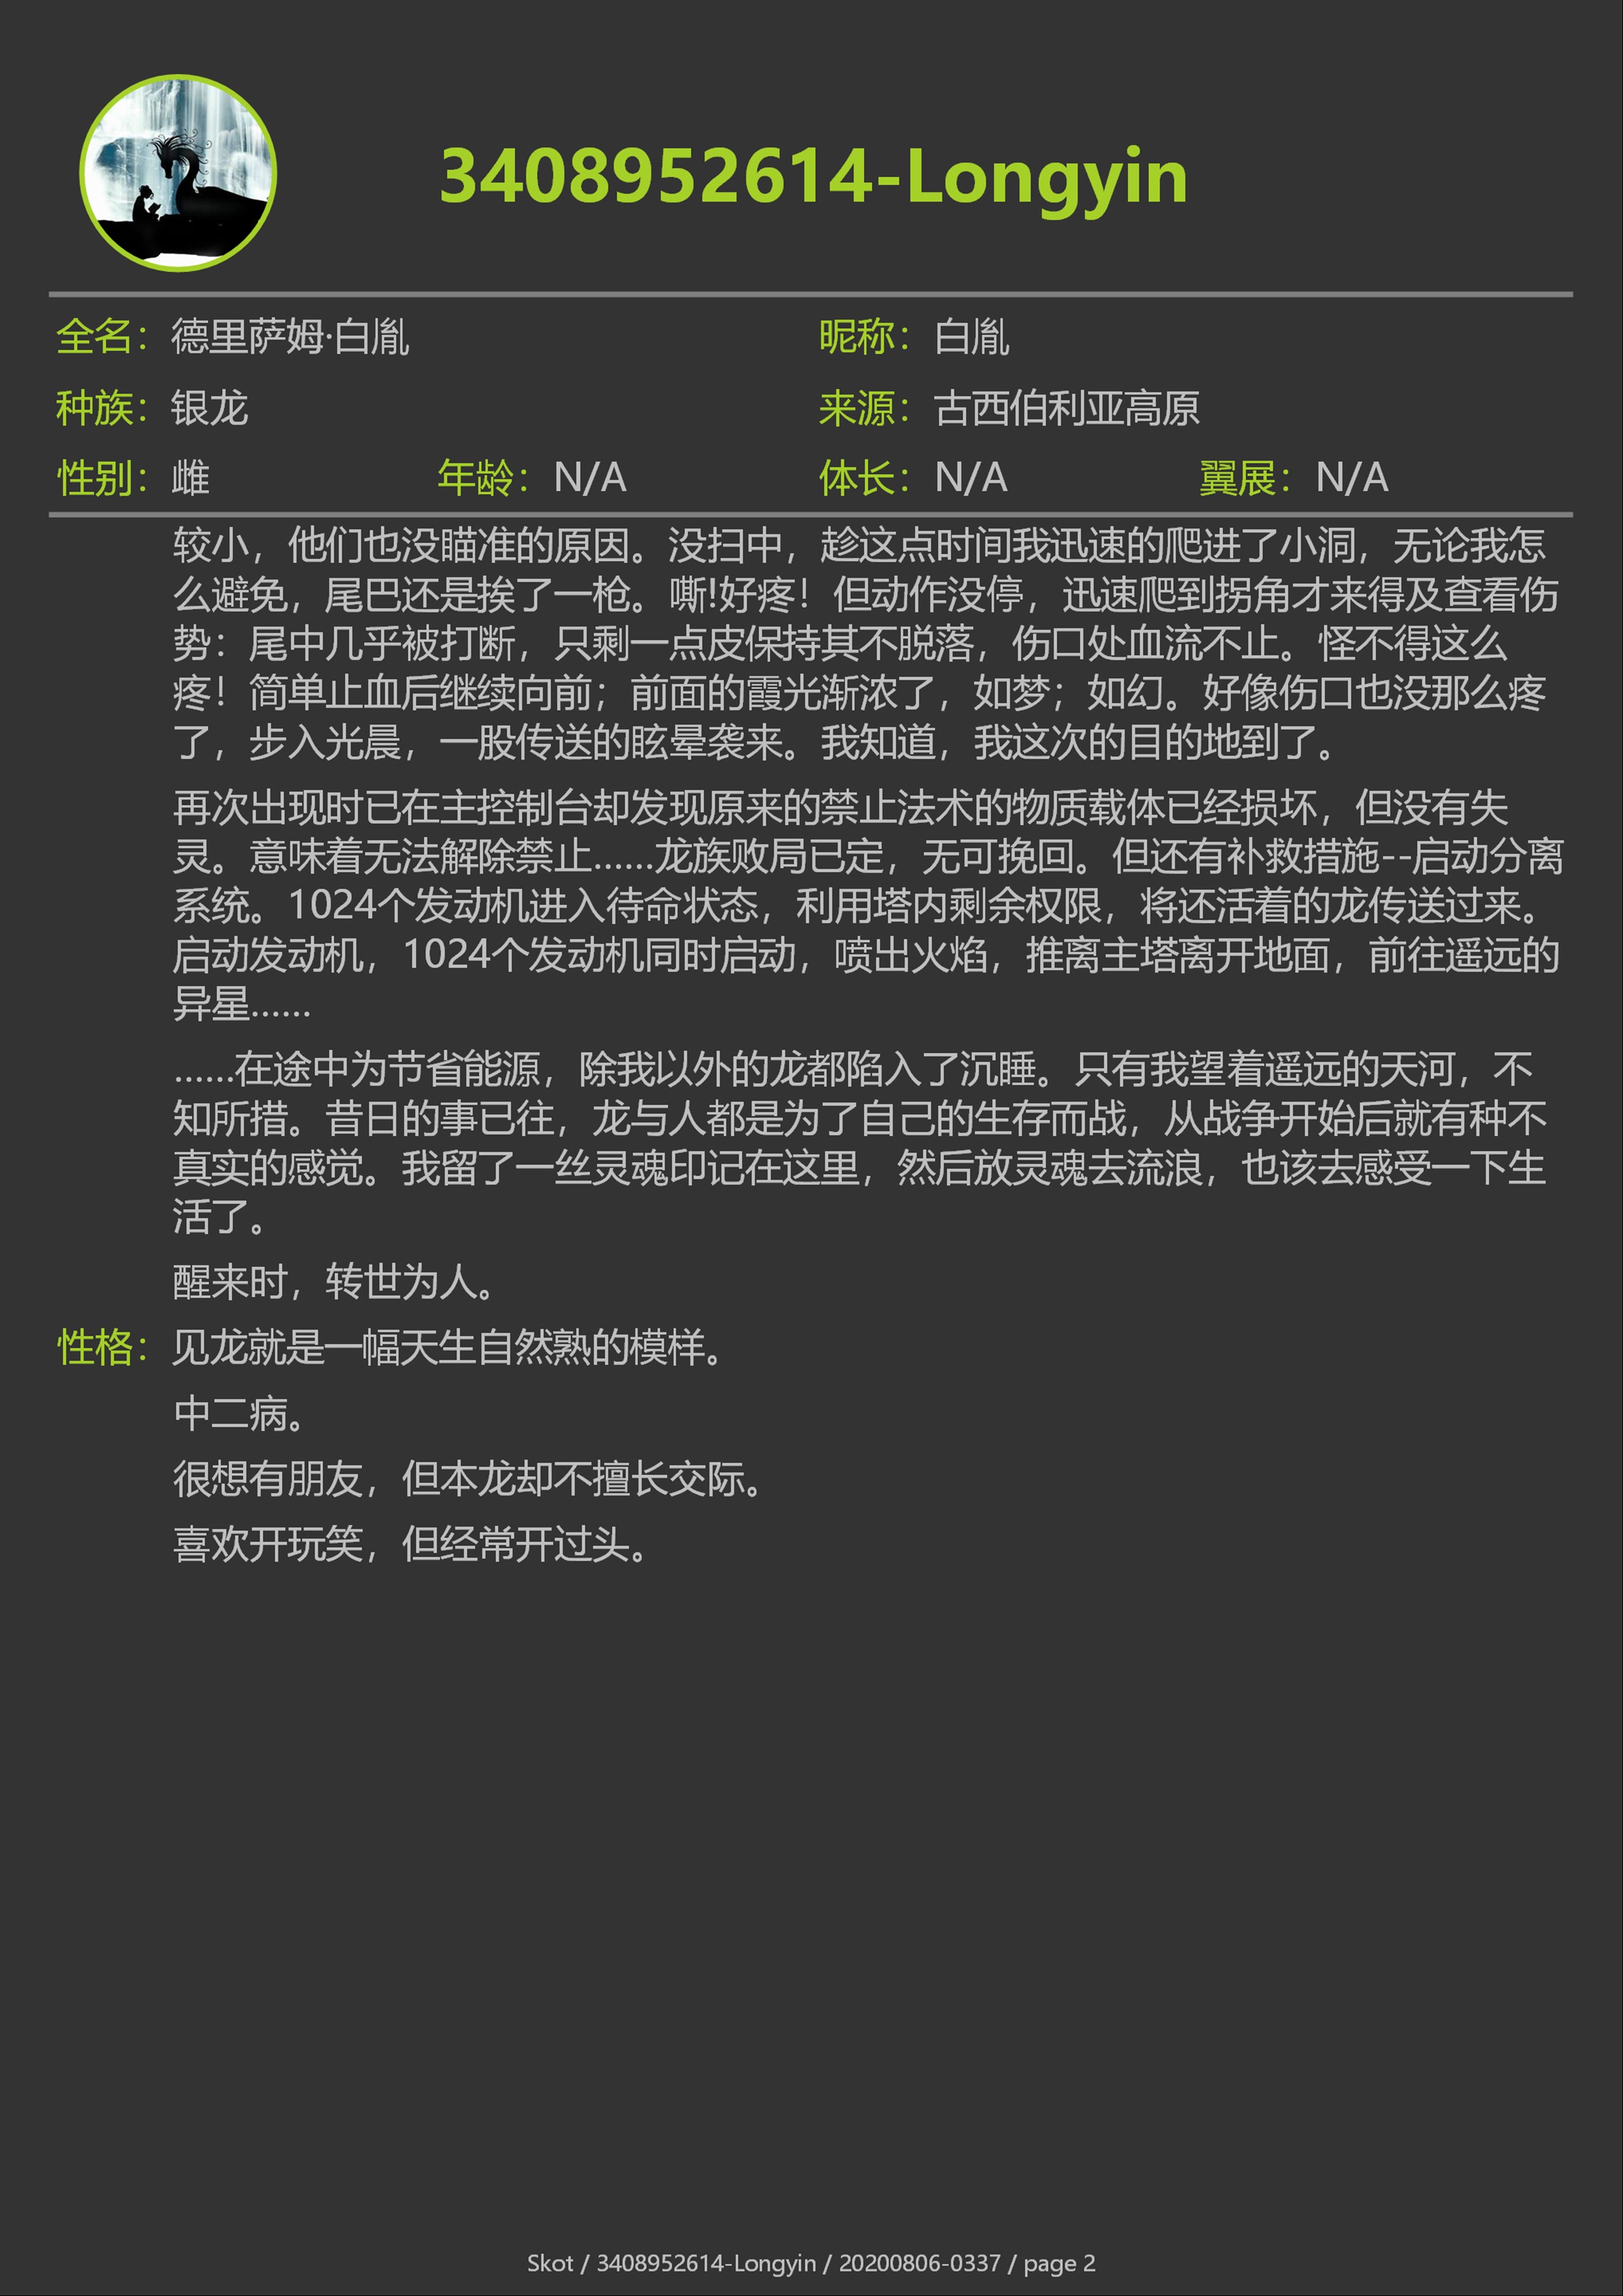 3408952614-Longyin
全名：德里萨姆·白胤
昵称：白胤
种族：银龙
来源：古西伯利亚高原
性别：雌
年龄：N/A
体长：N/A
翼展：N/A
较小，他们也没瞄准的原因。没扫中，趁这点时间我迅速的爬进了小洞，无论我怎
么避免，尾巴还是挨了一枪。嘶!好疼！但动作没停，迅速爬到拐角才来得及查看伤
势：尾中几乎被打断，只剩一点皮保持其不脱落，伤口处血流不止。怪不得这么
疼！简单止血后继续向前；前面的霞光渐浓了，如梦；如幻。好像伤口也没那么疼
了，步入光晨，一股传送的眩晕袭来。我知道，我这次的目的地到了。
再次出现时已在主控制台却发现原来的禁止法术的物质载体已经损坏，但没有失
灵。意味着无法解除禁止……龙族败局已定，无可挽回。但还有补救措施--启动分离
系统。1024个发动机进入待命状态，利用塔内剩余权限，将还活着的龙传送过来。
启动发动机，1024个发动机同时启动，喷出火焰，推离主塔离开地面，前往遥远的
异星……
……在途中为节省能源，除我以外的龙都陷入了沉睡。只有我望着遥远的天河，不
知所措。昔日的事已往，龙与人都是为了自己的生存而战，从战争开始后就有种不
真实的感觉。我留了一丝灵魂印记在这里，然后放灵魂去流浪，也该去感受一下生
活了。
醒来时，转世为人。
性格：见龙就是一幅天生自然熟的模样。
中二病。
很想有朋友，但本龙却不擅长交际。
喜欢开玩笑，但经常开过头。
Skot / 3408952614-Longyin / 20200806-0337 / page 2